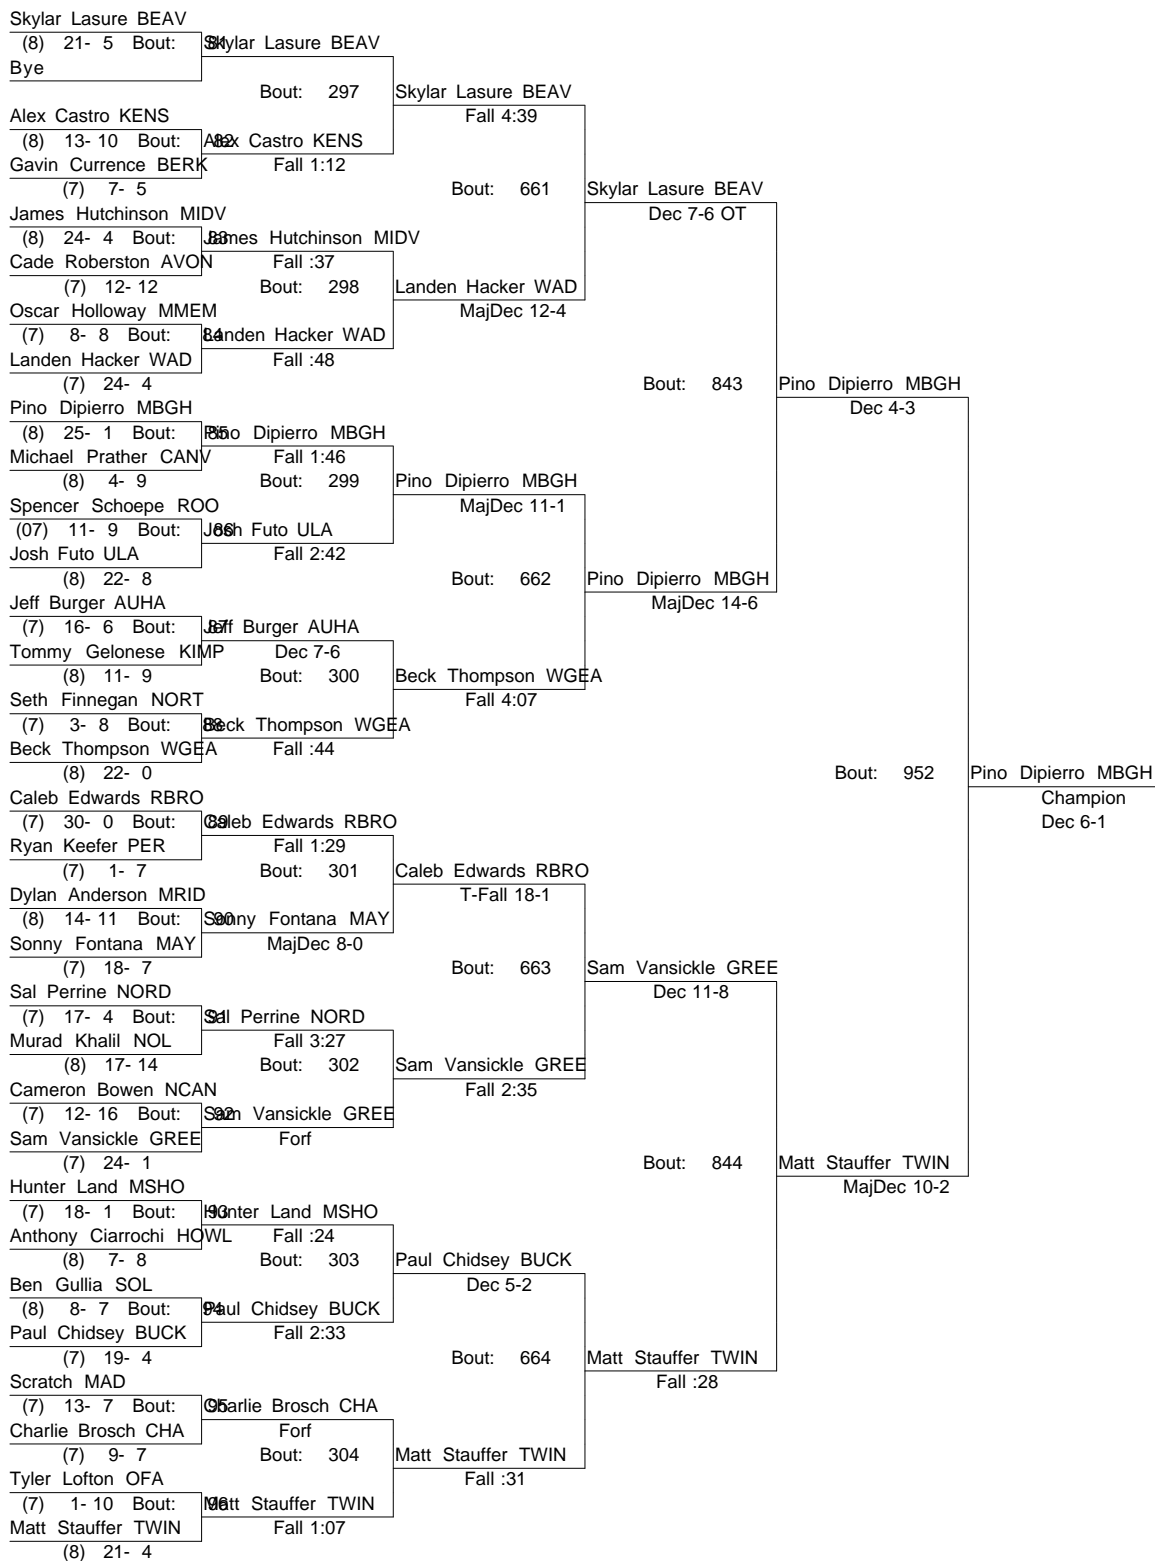 Skylar Lasure BEAV
(8) 21- 5 Bout: 81
Bye
Alex Castro KENS
(8) 13- 10 Bout: 82
Gavin Currence BERK
(7) 7- 5
James Hutchinson MIDV
(8) 24- 4 Bout: 83
Cade Roberston AVON
(7) 12- 12
Oscar Holloway MMEM
(7) 8- 8 Bout: 84
Landen Hacker WAD
(7) 24- 4
Pino Dipierro MBGH
(8) 25- 1 Bout: 85
Michael Prather CANV
(8) 4- 9
Spencer Schoepe ROO
(07) 11- 9 Bout: 86
Josh Futo ULA
(8) 22- 8
Jeff Burger AUHA
(7) 16- 6 Bout: 87
Tommy Gelonese KIMP
(8) 11- 9
Seth Finnegan NORT
(7) 3- 8 Bout: 88
Beck Thompson WGEA
(8) 22- 0
Caleb Edwards RBRO
(7) 30- 0 Bout: 89
Ryan Keefer PER
(7) 1- 7
Dylan Anderson MRID
(8) 14- 11 Bout: 90
Sonny Fontana MAY
(7) 18- 7
Sal Perrine NORD
(7) 17- 4 Bout: 91
Murad Khalil NOL
(8) 17- 14
Cameron Bowen NCAN
(7) 12- 16 Bout: 92
Sam Vansickle GREE
(7) 24- 1
Hunter Land MSHO
(7) 18- 1 Bout: 93
Anthony Ciarrochi HOWL
(8) 7- 8
Ben Gullia SOL
(8) 8- 7 Bout: 94
Paul Chidsey BUCK
(7) 19- 4
Scratch MAD
(7) 13- 7 Bout: 95
Charlie Brosch CHA
(7) 9- 7
Tyler Lofton OFA
(7) 1- 10 Bout: 96
Matt Stauffer TWIN
(8) 21- 4
Skylar Lasure BEAV
Bout: 297
Alex Castro KENS
Fall 1:12
James Hutchinson MIDV
Fall :37
Bout: 298
Landen Hacker WAD
Fall :48
Pino Dipierro MBGH
Fall 1:46
Bout: 299
Josh Futo ULA
Fall 2:42
Jeff Burger AUHA
Dec 7-6
Bout: 300
Beck Thompson WGEA
Fall :44
Caleb Edwards RBRO
Fall 1:29
Bout: 301
Sonny Fontana MAY
MajDec 8-0
Sal Perrine NORD
Fall 3:27
Bout: 302
Sam Vansickle GREE
Forf
Hunter Land MSHO
Fall :24
Bout: 303
Paul Chidsey BUCK
Fall 2:33
Charlie Brosch CHA
Forf
Bout: 304
Matt Stauffer TWIN
Fall 1:07
Skylar Lasure BEAV
Fall 4:39
Bout: 661
Landen Hacker WAD
MajDec 12-4
Pino Dipierro MBGH
MajDec 11-1
Bout: 662
Beck Thompson WGEA
Fall 4:07
Caleb Edwards RBRO
T-Fall 18-1
Bout: 663
Sam Vansickle GREE
Fall 2:35
Paul Chidsey BUCK
Dec 5-2
Bout: 664
Matt Stauffer TWIN
Fall :31
Skylar Lasure BEAV
Dec 7-6 OT
Bout: 843
Pino Dipierro MBGH
MajDec 14-6
Sam Vansickle GREE
Dec 11-8
Bout: 844
Matt Stauffer TWIN
Fall :28
Pino Dipierro MBGH
Dec 4-3
Bout: 952
Matt Stauffer TWIN
MajDec 10-2
Pino Dipierro MBGH
Champion
Dec 6-1